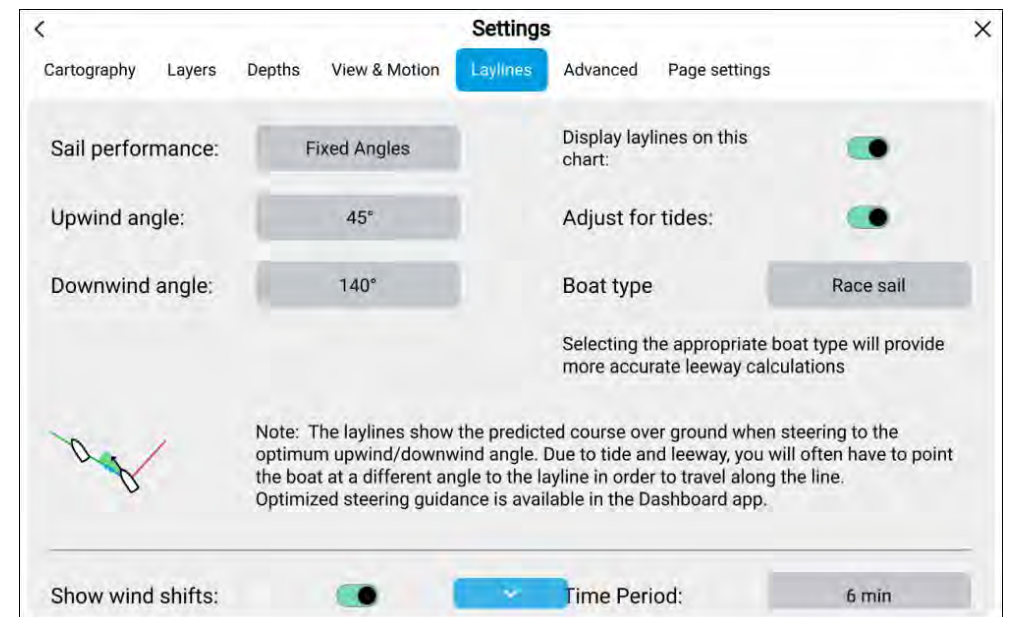 Settings
Cartography Layers Depths View & Motion Laylines Advanced Page settings
Sail performance: Fixed Angles
Display laylines on this
chart:
Upwind angle: 45°
Adjust for tides:
Downwind angle: 140°
Boat type Race sail
Selecting the appropriate boat type will provide
more accurate leeway calculations
Note: The laylines show the predicted course over ground when steering to the
optimum upwind/downwind angle. Due to tide and leeway, you will often have to point
the boat at a different angle to the layline in order to travel along the line.
Optimized steering guidance is available in the Dashboard app.
Show wind shifts:
Time Period: 6 min